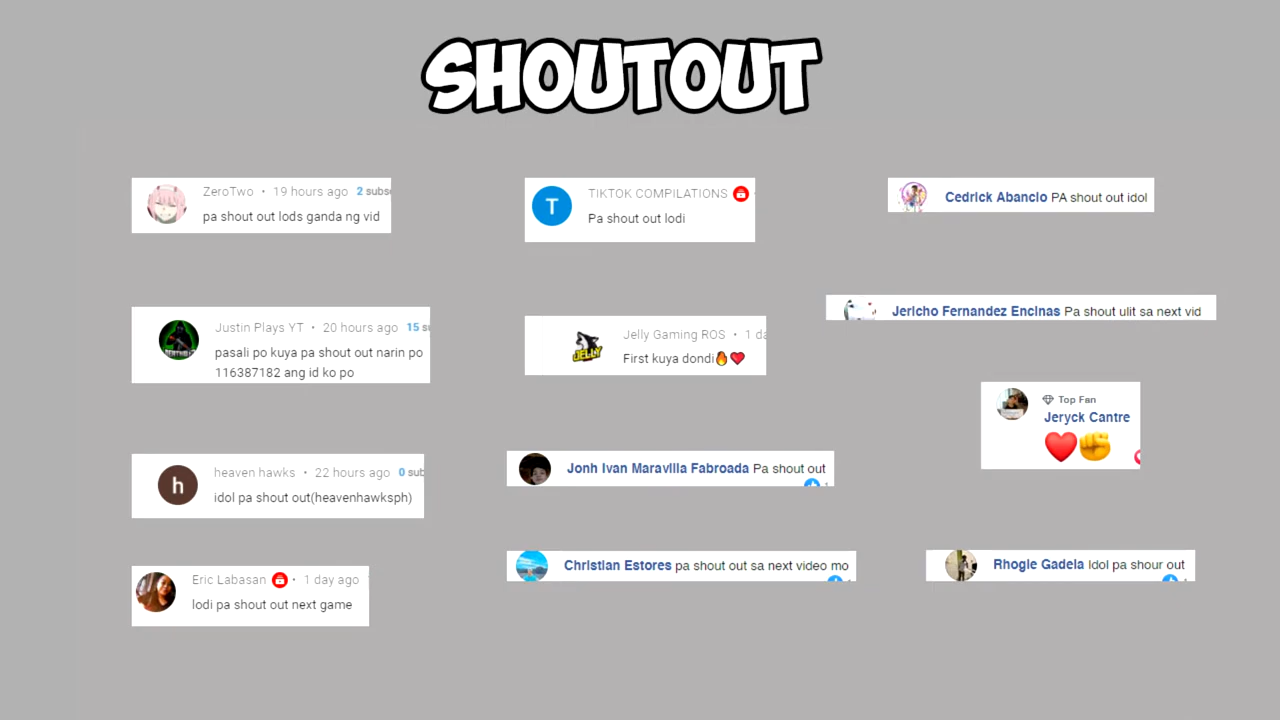 SHOUTOUT
ZeroTwo • 19 hours ago 2 subs
pa shout out lods ganda ng vid
Justin Plays YT • 20 hours ago 15 s
pasali po kuya pa shout out narin po
116387182 ang id ko po
heaven hawks • 22 hours ago 0 sub
idol pa shout out(heavenhawksph)
Eric Labasan • 1 day ago
lodi pa shout out next game
T
TIKTOK COMPILATIONS
Pa shout out lodi
JELLY
Jelly Gaming ROS • 1 da
First kuya dondi🔥❤️
Jonh Ivan Maravilla Fabroada Pa shout out
Christian Estores pa shout out sa next video mo
Cedrick Abancio PA shout out idol
Jericho Fernandez Encinas Pa shout ulit sa next vid
Top Fan
Jeryck Cantre
❤️✊
Rhogie Gadela Idol pa shour out
h